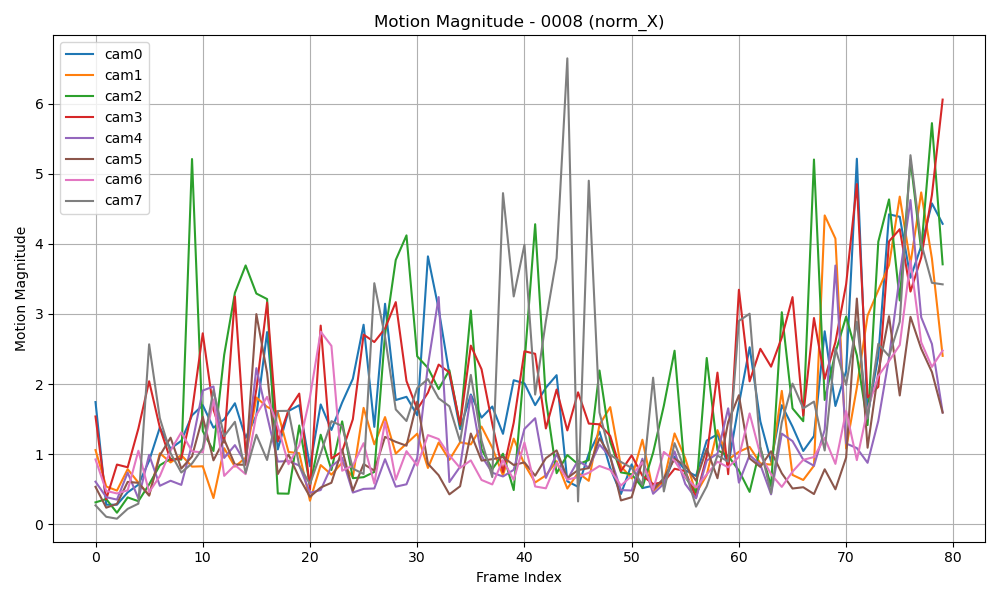 Motion Magnitude - 0008 (norm_X)
cam0
cam1
cam2
cam3
cam4
cam5
cam6
cam7
Motion Magnitude
6
5
4
3
2
1
0
0 10 20 30 40 50 60 70 80
Frame Index